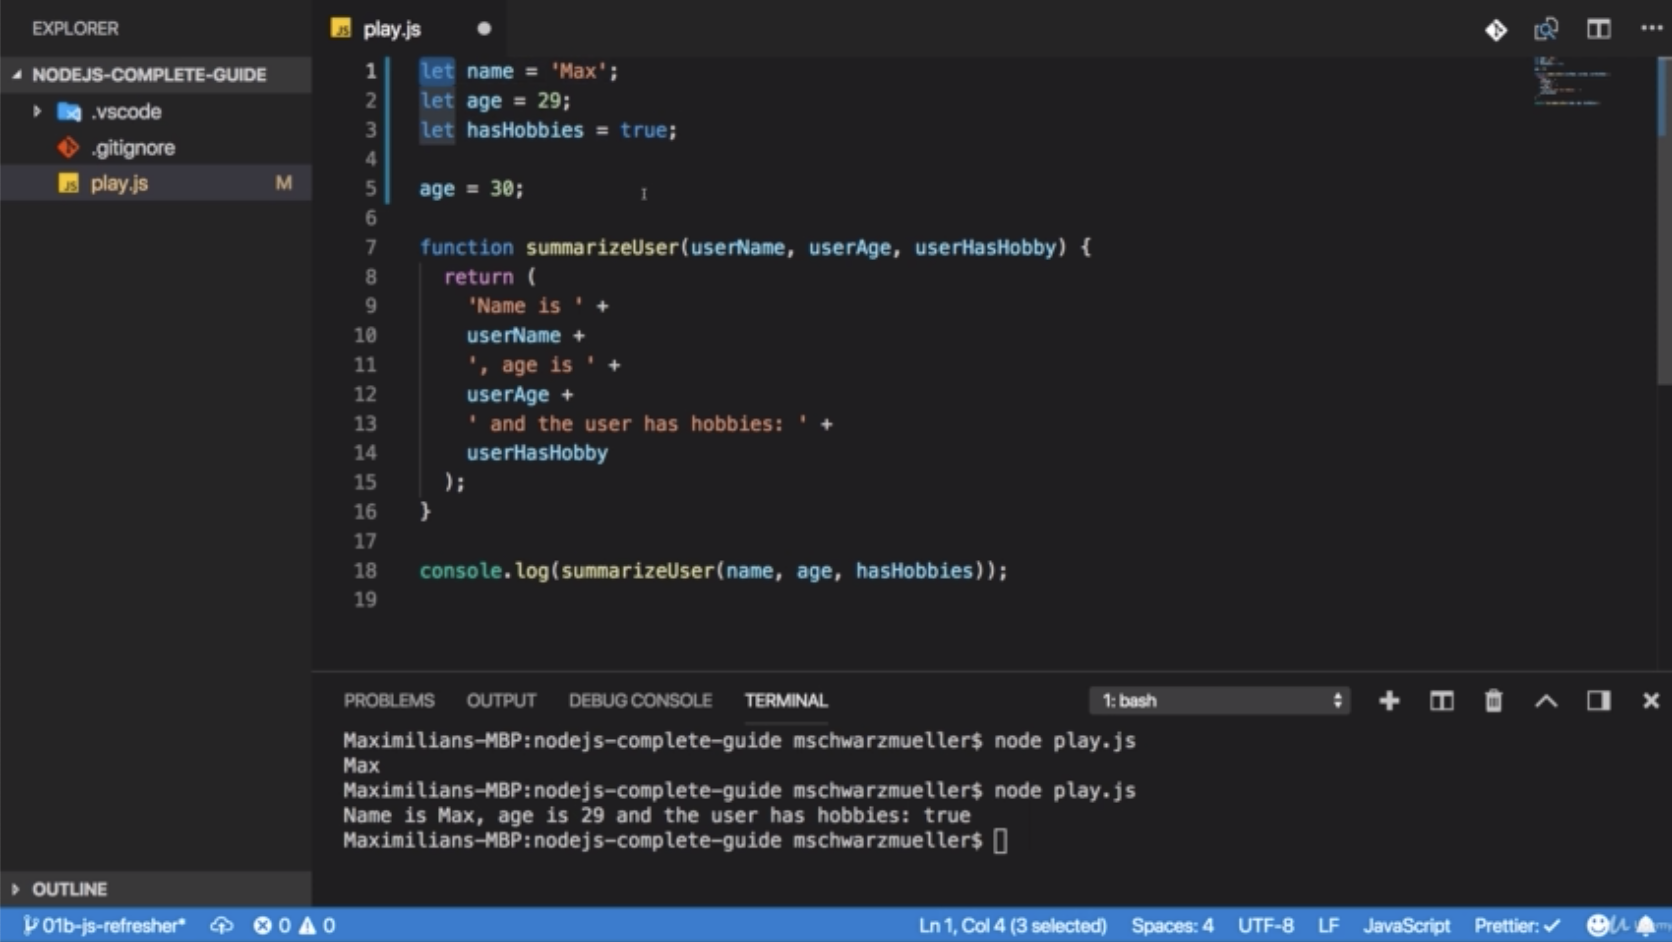 EXPLORER
NODEJS-COMPLETE-GUIDE
.vscode
.gitignore
JS play.js M
JS play.js
1 let name = 'Max';
2 let age = 29;
3 let hasHobbies = true;
4
5 age = 30;
6
7 function summarizeUser(userName, userAge, userHasHobby) {
8 return (
9 'Name is ' +
10 userName +
11 ', age is ' +
12 userAge +
13 ' and the user has hobbies: ' +
14 userHasHobby
15 );
16 }
17
18 console.log(summarizeUser(name, age, hasHobbies));
19
PROBLEMS OUTPUT DEBUG CONSOLE TERMINAL 1: bash
Maximilians-MBP:nodejs-complete-guide mschwarzmueller$ node play.js
Max
Maximilians-MBP:nodejs-complete-guide mschwarzmueller$ node play.js
Name is Max, age is 29 and the user has hobbies: true
Maximilians-MBP:nodejs-complete-guide mschwarzmueller$
OUTLINE
01b-js-refresher* 0 0 Ln 1, Col 4 (3 selected) Spaces: 4 UTF-8 LF JavaScript Prettier: ✓